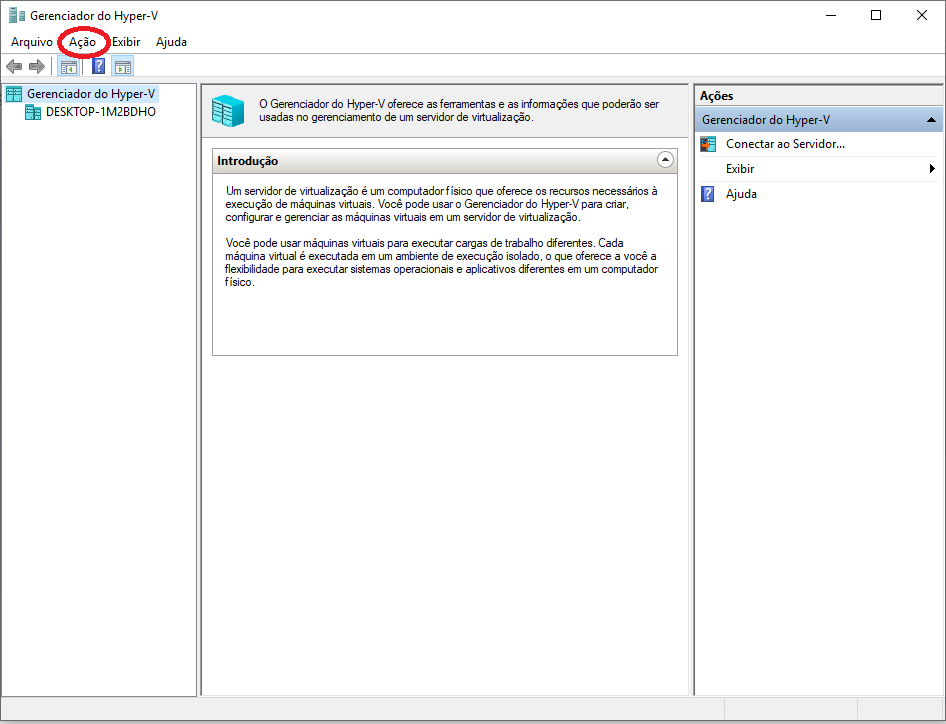 Gerenciador do Hyper-V
Arquivo Ação Exibir Ajuda
Gerenciador do Hyper-V
DESKTOP-1M2BDHO
O Gerenciador do Hyper-V oferece as ferramentas e as informações que poderão ser
usadas no gerenciamento de um servidor de virtualização.
Introdução
Um servidor de virtualização é um computador físico que oferece os recursos necessários à
execução de máquinas virtuais. Você pode usar o Gerenciador do Hyper-V para criar,
configurar e gerenciar as máquinas virtuais em um servidor de virtualização.
Você pode usar máquinas virtuais para executar cargas de trabalho diferentes. Cada
máquina virtual é executada em um ambiente de execução isolado, o que oferece a você a
flexibilidade para executar sistemas operacionais e aplicativos diferentes em um computador
físico.
Ações
Gerenciador do Hyper-V
Conectar ao Servidor...
Exibir
Ajuda